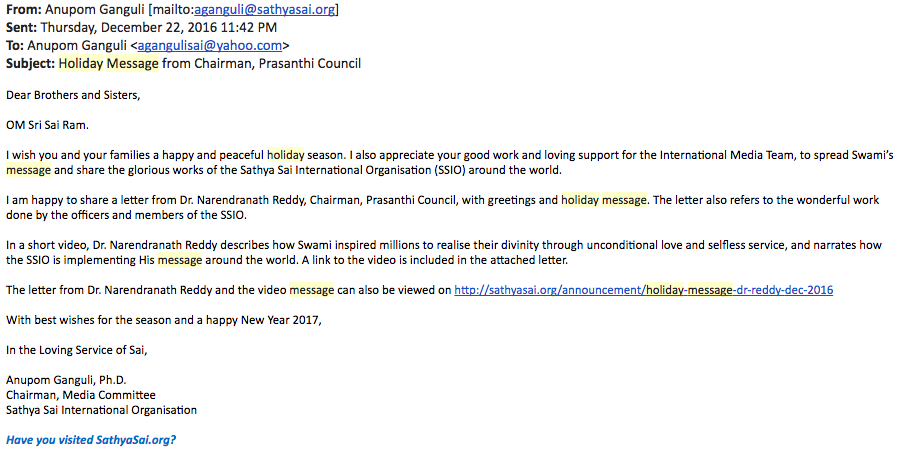 From: Anupom Ganguli [mailto:aganguli@sathyasai.org]
Sent: Thursday, December 22, 2016 11:42 PM
To: Anupom Ganguli <agangulisai@yahoo.com>
Subject: Holiday Message from Chairman, Prasanthi Council
Dear Brothers and Sisters,
OM Sri Sai Ram.
I wish you and your families a happy and peaceful holiday season. I also appreciate your good work and loving support for the International Media Team, to spread Swami's
message and share the glorious works of the Sathya Sai International Organisation (SSIO) around the world.
I am happy to share a letter from Dr. Narendranath Reddy, Chairman, Prasanthi Council, with greetings and holiday message. The letter also refers to the wonderful work
done by the officers and members of the SSIO.
In a short video, Dr. Narendranath Reddy describes how Swami inspired millions to realise their divinity through unconditional love and selfless service, and narrates how
the SSIO is implementing His message around the world. A link to the video is included in the attached letter.
The letter from Dr. Narendranath Reddy and the video message can also be viewed on http://sathyasai.org/announcement/holiday-message-dr-reddy-dec-2016
With best wishes for the season and a happy New Year 2017,
In the Loving Service of Sai,
Anupom Ganguli, Ph.D.
Chairman, Media Committee
Sathya Sai International Organisation
Have you visited SathyaSai.org?